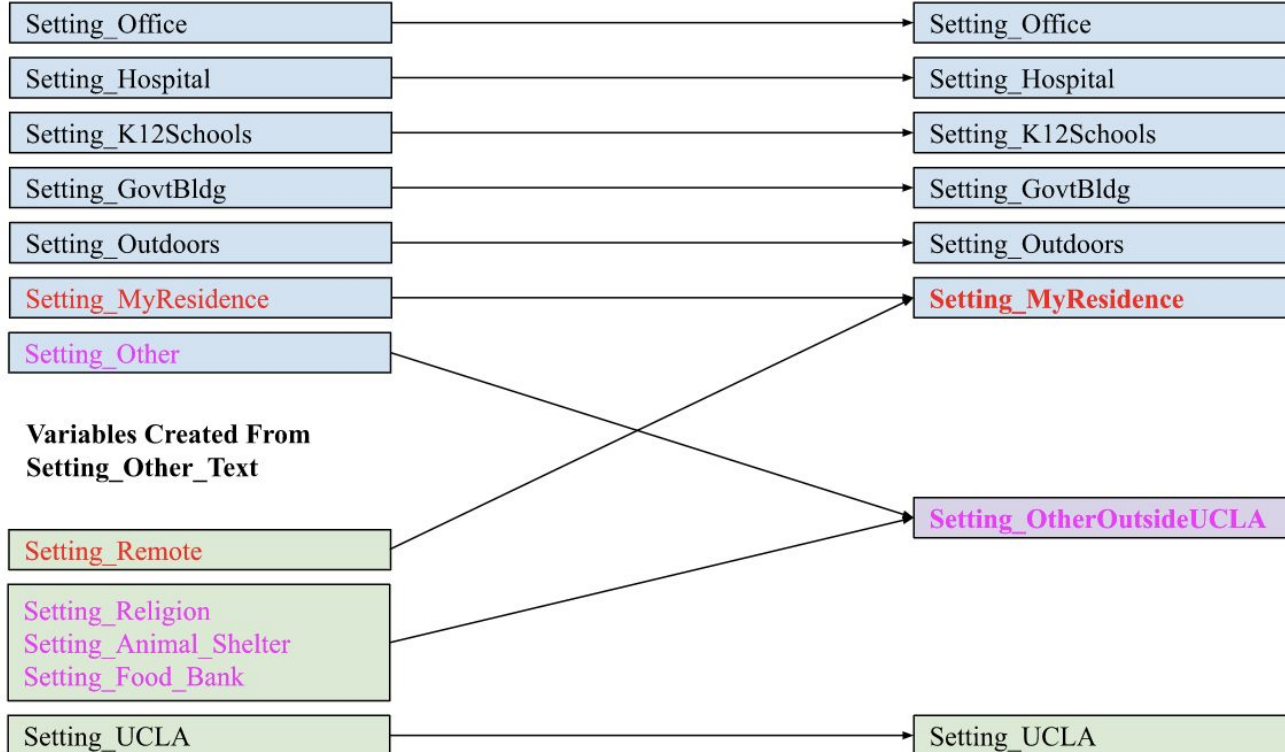 Setting_Office
Setting_Office
Setting_Hospital
Setting_Hospital
Setting_K12Schools
Setting_K12Schools
Setting_GovtBldg
Setting_GovtBldg
Setting_Outdoors
Setting_Outdoors
Setting_MyResidence
Setting_MyResidence
Setting_Other
Variables Created From
Setting_Other_Text
Setting_OtherOutsideUCLA
Setting_Remote
Setting_Religion
Setting_Animal_Shelter
Setting_Food_Bank
Setting_UCLA
Setting_UCLA